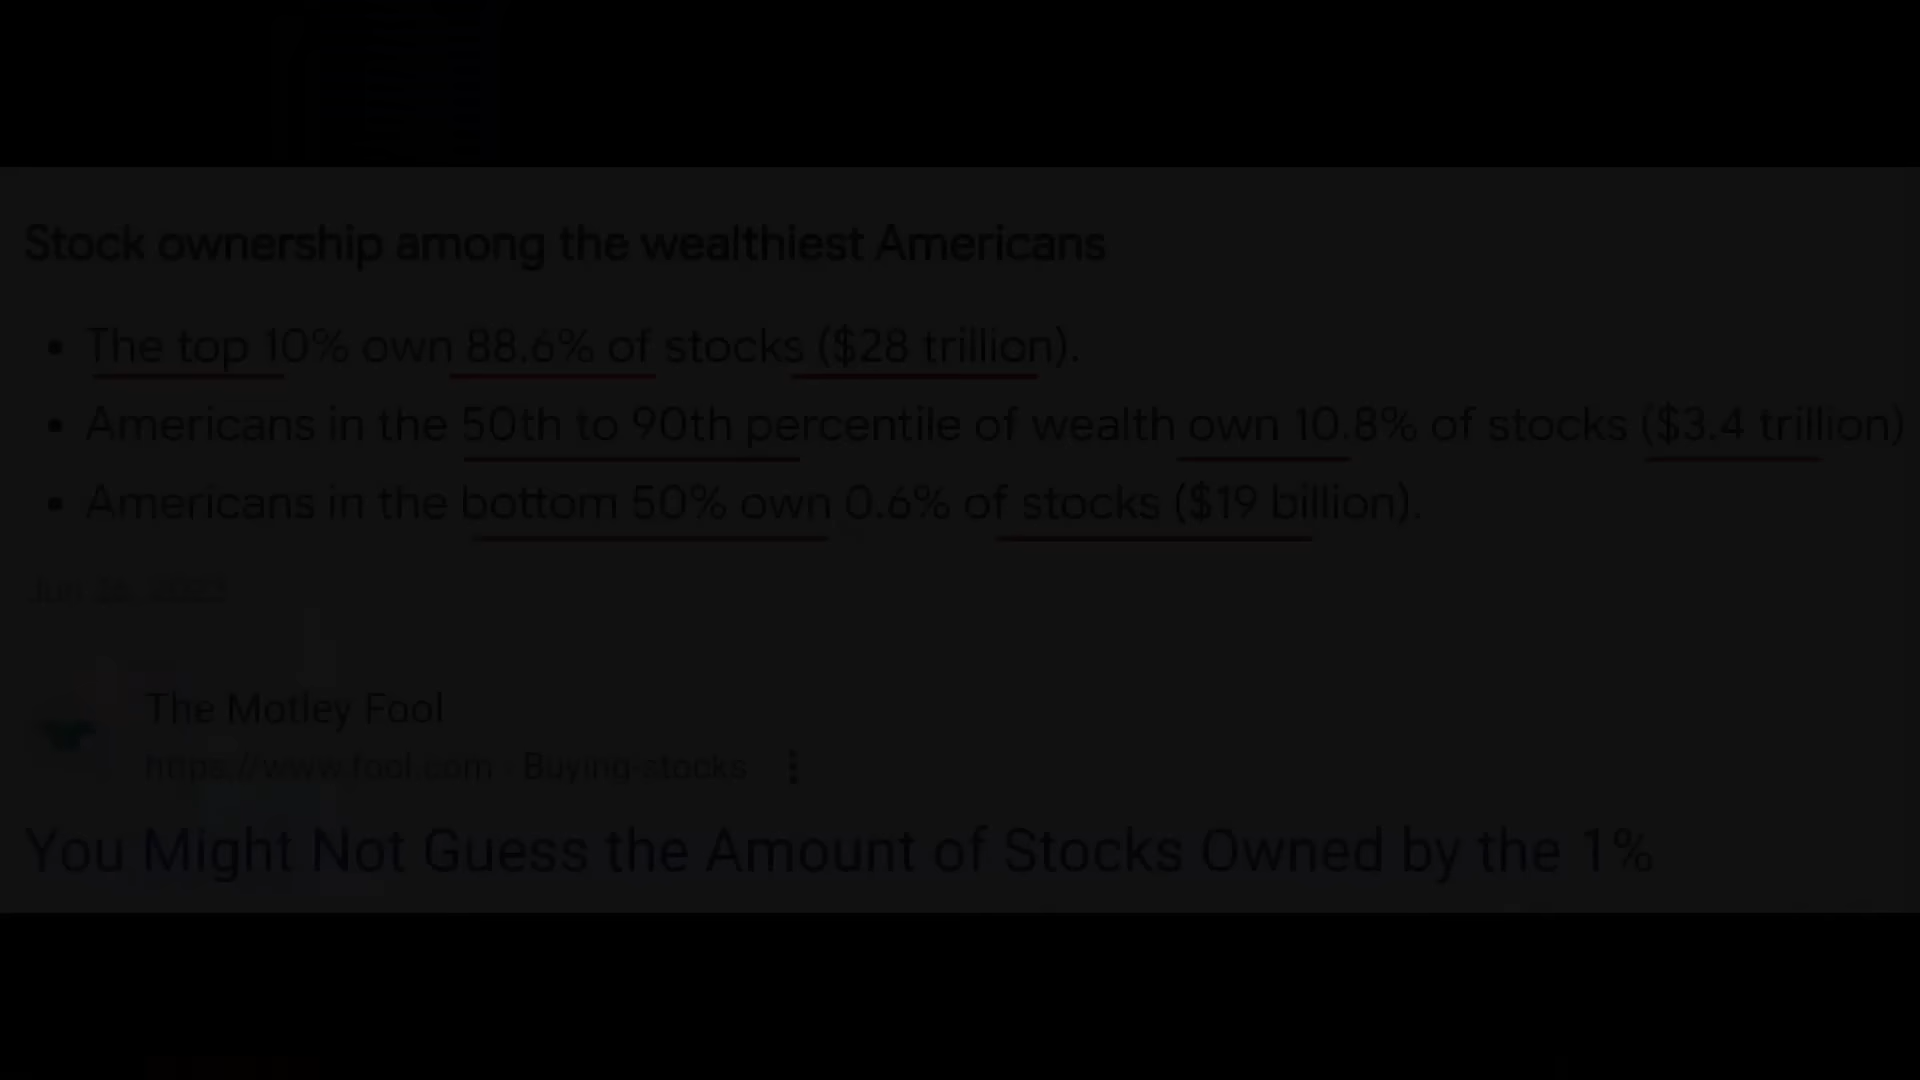 Stock ownership among the wealthiest Americans
• The top 10% own 88.6% of stocks ($28 trillion).
• Americans in the 50th to 90th percentile of wealth own 10.8% of stocks ($3.4 trillion)
• Americans in the bottom 50% own 0.6% of stocks ($19 billion).
Jun 2023
The Motley Fool
https://www.fool.com Buying-stocks
You Might Not Guess the Amount of Stocks Owned by the 1%